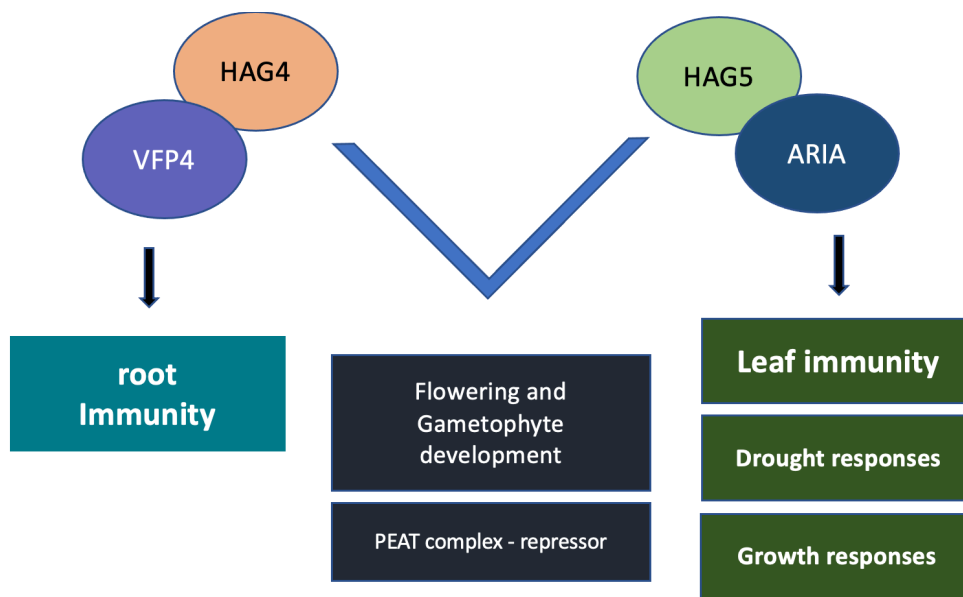 HAG4
VFP4
HAG5
ARIA
root
Immunity
Flowering and
Gametophyte
development
PEAT complex - repressor
Leaf immunity
Drought responses
Growth responses